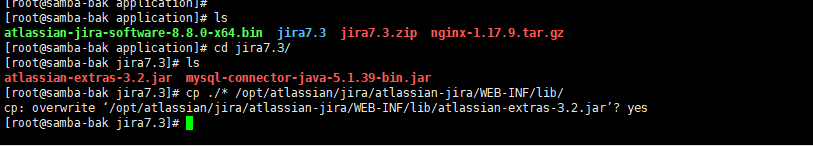 [root@samba-bak application]#
[root@samba-bak application]# ls
atlassian-jira-software-8.8.0-x64.bin  jira7.3  jira7.3.zip  nginx-1.17.9.tar.gz
[root@samba-bak application]# cd jira7.3/
[root@samba-bak jira7.3]# ls
atlassian-extras-3.2.jar  mysql-connector-java-5.1.39-bin.jar
[root@samba-bak jira7.3]# cp ./* /opt/atlassian/jira/atlassian-jira/WEB-INF/lib/
cp: overwrite ‘/opt/atlassian/jira/atlassian-jira/WEB-INF/lib/atlassian-extras-3.2.jar’? yes
[root@samba-bak jira7.3]#